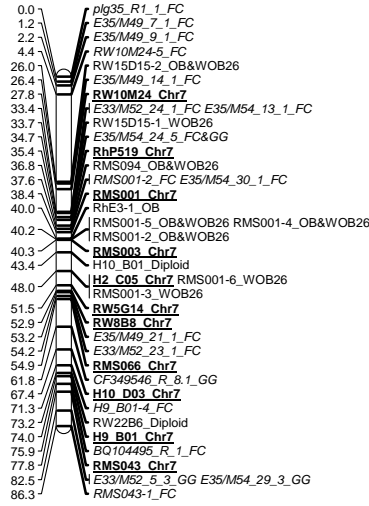 0.0 plg35_R1_1_FC
1.2 E35/M49_7_1_FC
2.2 E35/M49_9_1_FC
4.4 RW10M24-5_FC
26.0 RW15D15-2_OB&WOB26
26.4 E35/M49_14_1_FC
27.8 RW10M24_Chr7
33.4 E33/M52_24_1_FC E35/M54_13_1_FC
33.7 RW15D15-1_WOB26
34.7 E35/M54_24_5_FC&GG
35.4 RhP519_Chr7
36.8 RMS094_OB&WOB26
37.6 RMS001-2_FC E35/M54_30_1_FC
38.4 RMS001_Chr7
40.0 RhE3-1_OB
40.2 RMS001-5_OB&WOB26 RMS001-4_OB&WOB26
RMS001-2_OB&WOB26
40.3 RMS003_Chr7
43.4 H10_B01_Diploid
48.0 H2_C05_Chr7 RMS001-6_WOB26
RMS001-3_WOB26
51.5 RW5G14_Chr7
52.9 RW8B8_Chr7
53.2 E35/M49_21_1_FC
54.2 E33/M52_23_1_FC
54.9 RMS066_Chr7
61.8 CF349546_R_8.1_GG
67.4 H10_D03_Chr7
71.3 H9_B01-4_FC
73.2 RW22B6_Diploid
74.0 H9_B01_Chr7
75.9 BQ104495_R_1_FC
77.8 RMS043_Chr7
82.5 E33/M52_5_3_GG E35/M54_29_3_GG
86.3 RMS043-1_FC